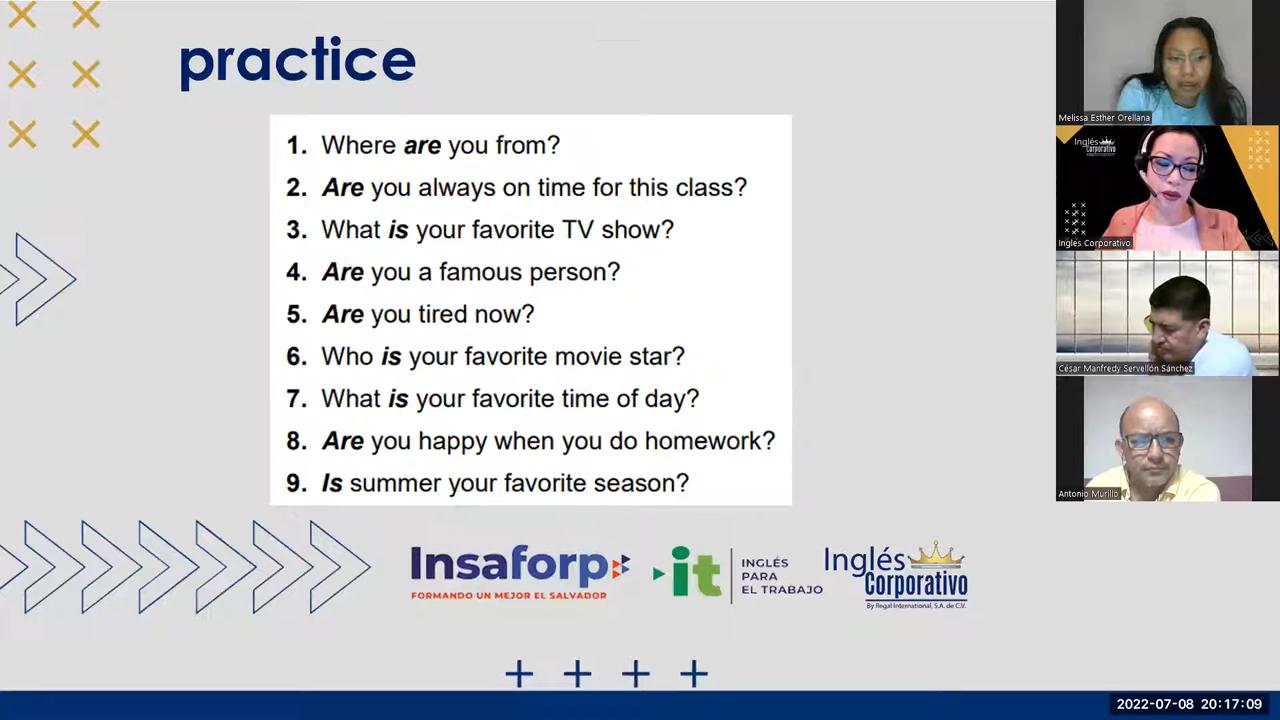 practice
1. Where are you from?
2. Are you always on time for this class?
3. What is your favorite TV show?
4. Are you a famous person?
5. Are you tired now?
6. Who is your favorite movie star?
7. What is your favorite time of day?
8. Are you happy when you do homework?
9. Is summer your favorite season?
Insaforp
FORMANDO UN MEJOR EL SALVADOR
it
INGLÉS
PARA
EL TRABAJO
Inglés
Corporativo
By Regal International, S.A. de C.V.
Melissa Esther Orellana
Inglés
Corporativo
Ingles Corporativo
César Manfredy Servellón Sánchez
Antonio Murillo
2022-07-08 20:17:09